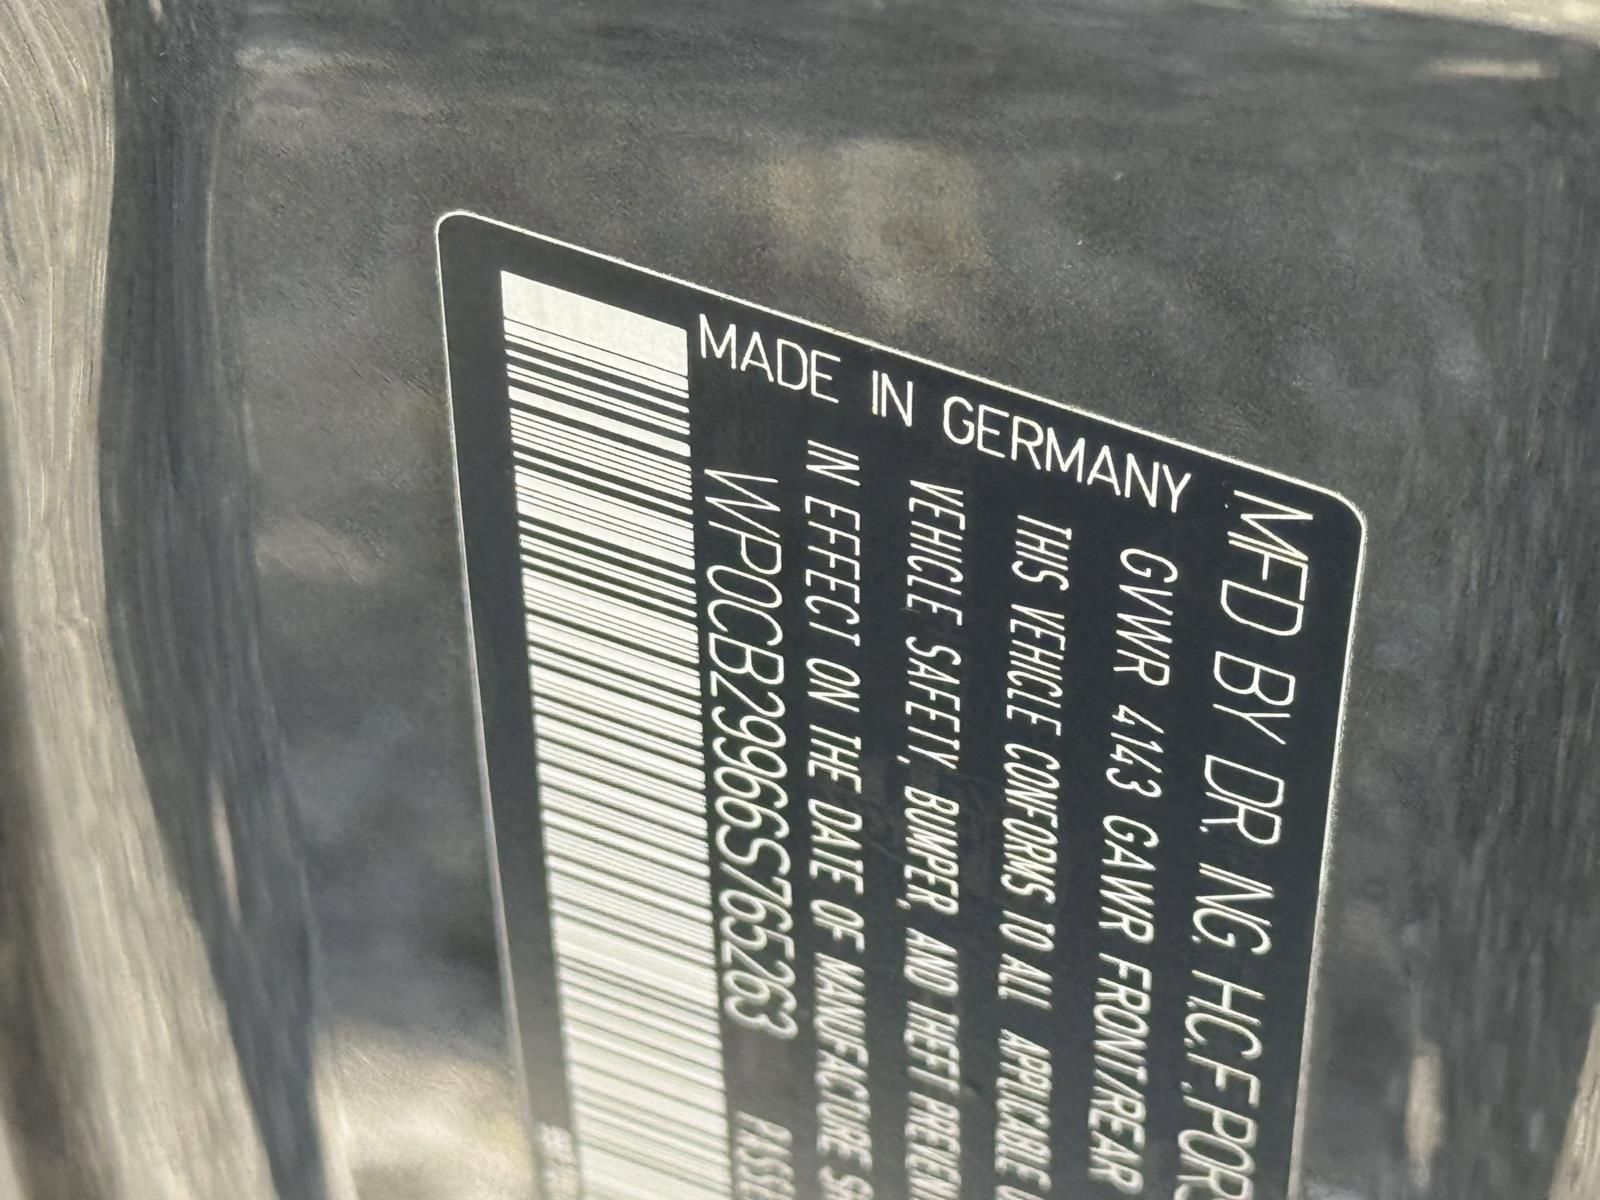 MFD BY DR. ING. H.C.F. POR
GVWR 4143 GAWR FRONT/REAR
THIS VEHICLE CONFORMS TO ALL APPLICABLE
VEHICLE SAFETY, BUMPER, AND THEFT PREVEN
IN EFFECT ON THE DATE OF MANUFACTURE S
WP0CB29966S765263 PASSE
MADE IN GERMANY